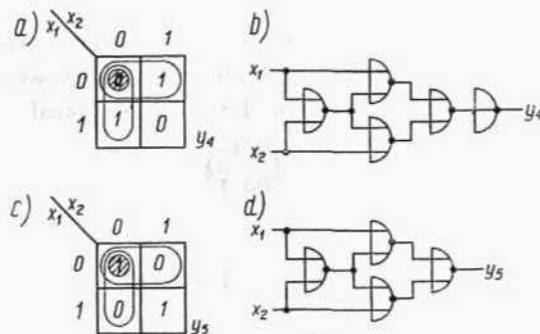 a) x₁ x₂
0 1
0 1
1 1 0
y₄
b)
x₁
x₂
y₄
c) x₁ x₂
0 1
0 0
1 0 1
y₅
d)
x₁
x₂
y₅